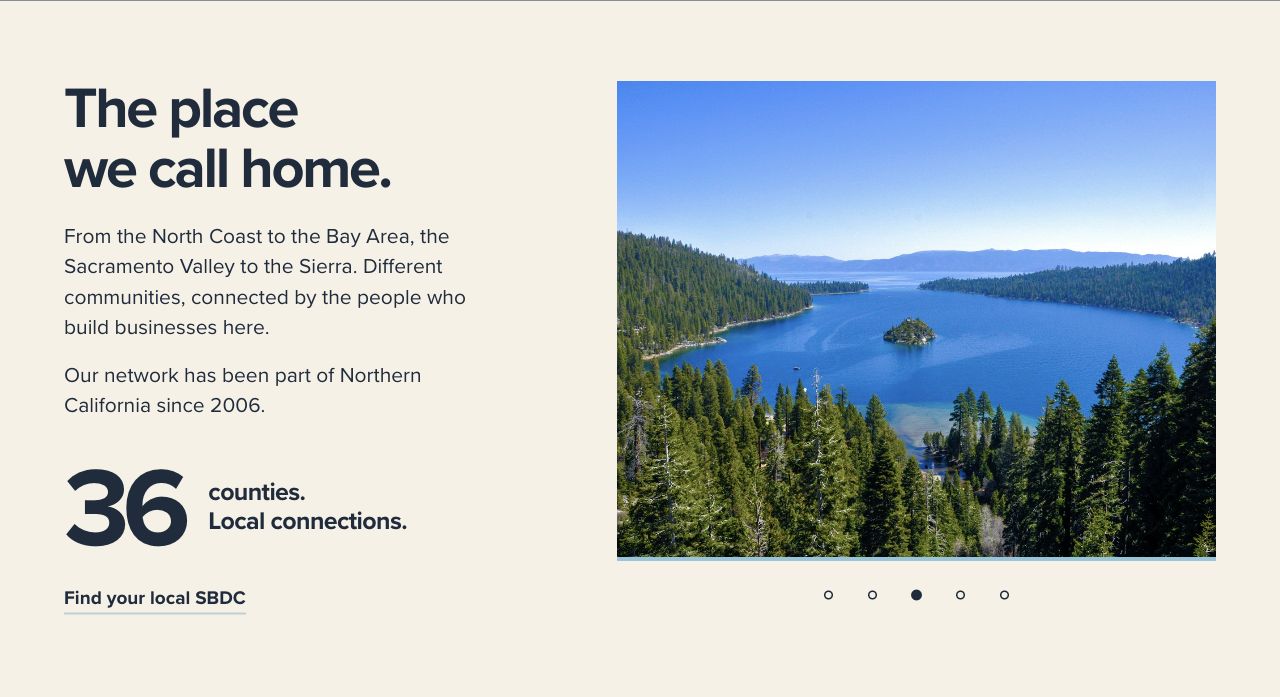 The place
we call home.
From the North Coast to the Bay Area, the
Sacramento Valley to the Sierra. Different
communities, connected by the people who
build businesses here.
Our network has been part of Northern
California since 2006.
36
counties.
Local connections.
Find your local SBDC